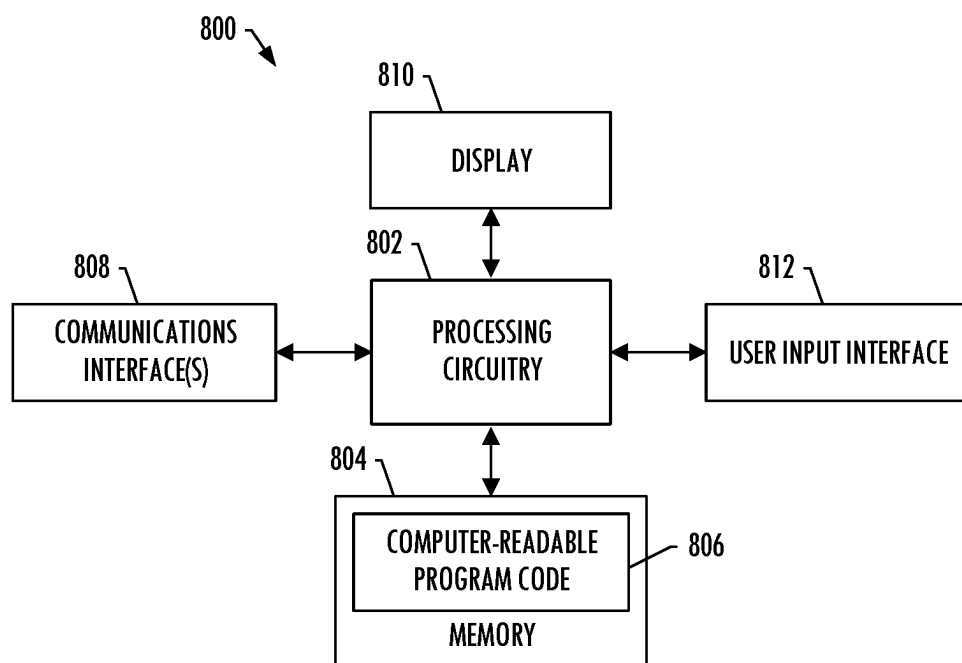 800
810
DISPLAY
802
808
812
COMMUNICATIONS
INTERFACE(S)
PROCESSING
CIRCUITRY
USER INPUT INTERFACE
804
COMPUTER-READABLE
PROGRAM CODE
806
MEMORY